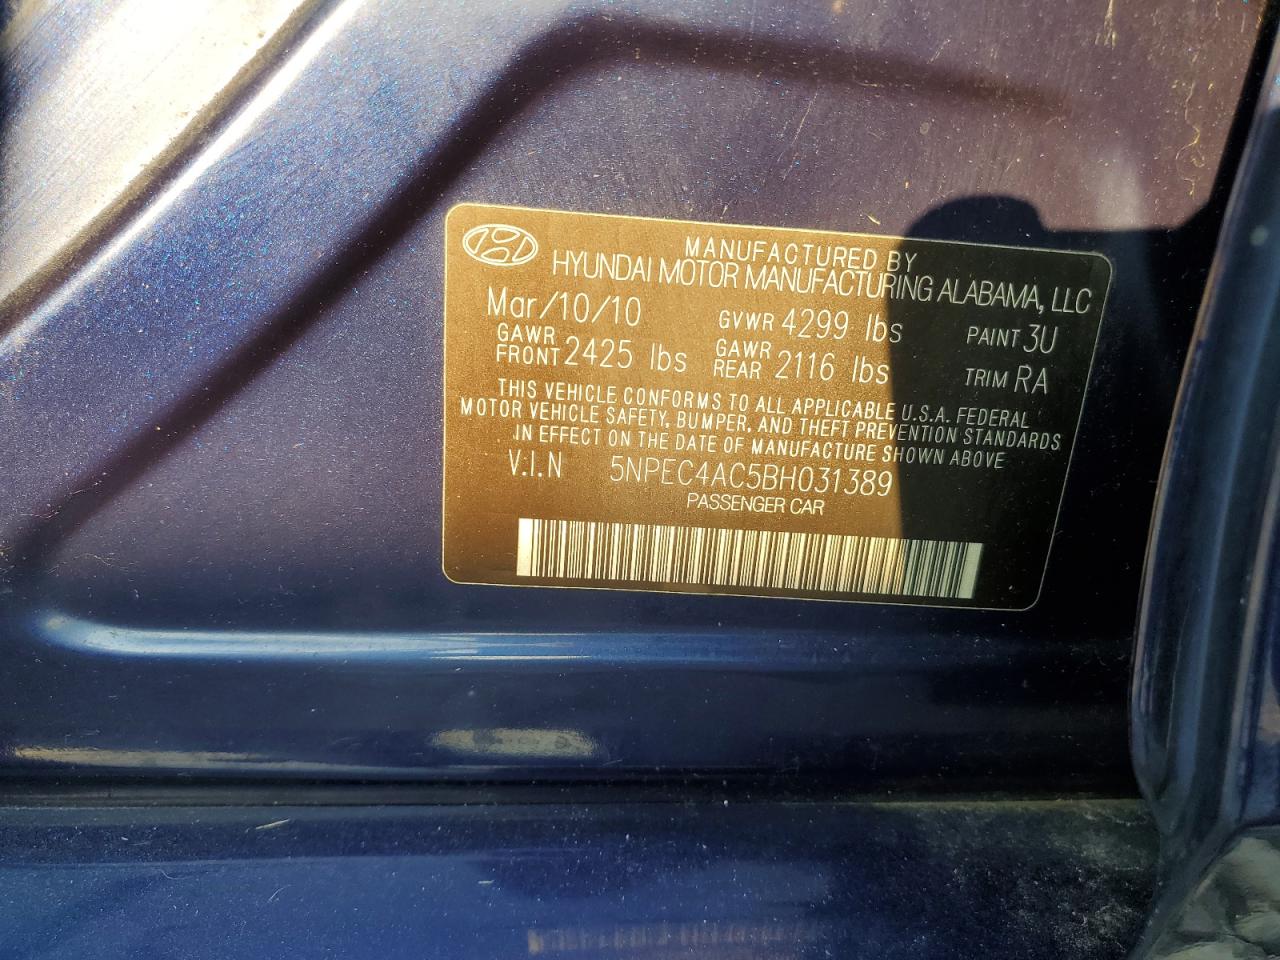 MANUFACTURED BY
HYUNDAI MOTOR MANUFACTURING ALABAMA, LLC
Mar/10/10 GVWR 4299 lbs PAINT 3U
GAWR FRONT 2425 lbs GAWR REAR 2116 lbs TRIM RA
THIS VEHICLE CONFORMS TO ALL APPLICABLE U.S.A. FEDERAL
MOTOR VEHICLE SAFETY, BUMPER, AND THEFT PREVENTION STANDARDS
IN EFFECT ON THE DATE OF MANUFACTURE SHOWN ABOVE
V.I.N 5NPEC4AC5BH031389
PASSENGER CAR